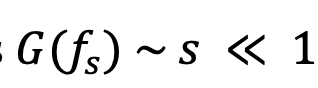 𝐺(𝑓ₛ) ~ 𝑠 ≪ 1